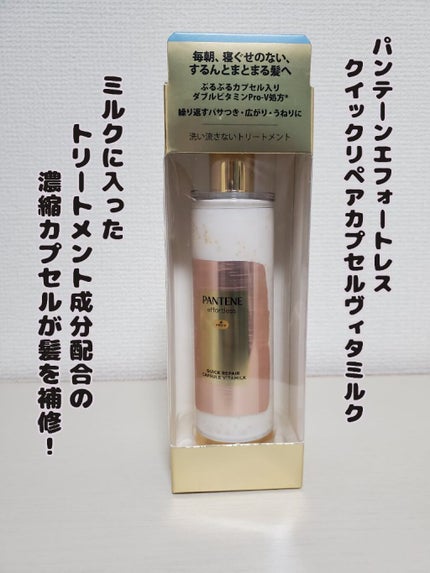 パンテーンエフォートレス
クイックリペアカプセルヴィタミルク
毎朝、寝ぐせのない、
するんとまとまる髪へ
ぷるぷるカプセル入り
ダブルビタミンPro-V処方*
繰り返すパサつき・広がり・うねりに
洗い流さないトリートメント
PANTENE
effortless
QUICK REPAIR
CAPSULE VITAMILK
ミルクに入った
トリートメント成分配合の
濃縮カプセルが髪を補修!